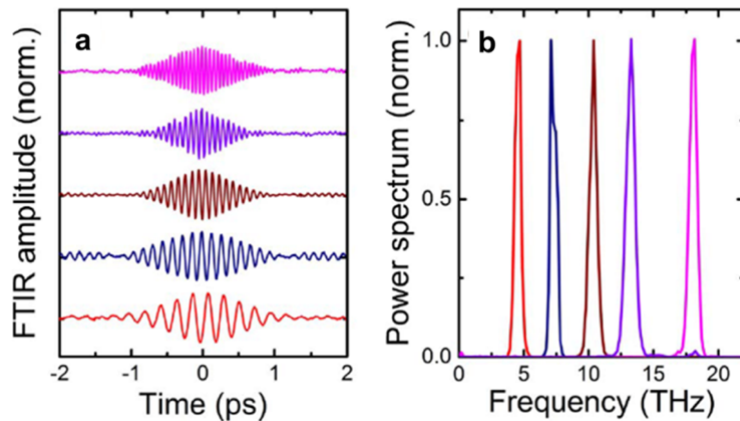 a
FTIR amplitude (norm.)
-2 -1 0 1 2
Time (ps)
b
Power spectrum (norm.)
1.0
0.5
0.0
0 5 10 15 20
Frequency (THz)